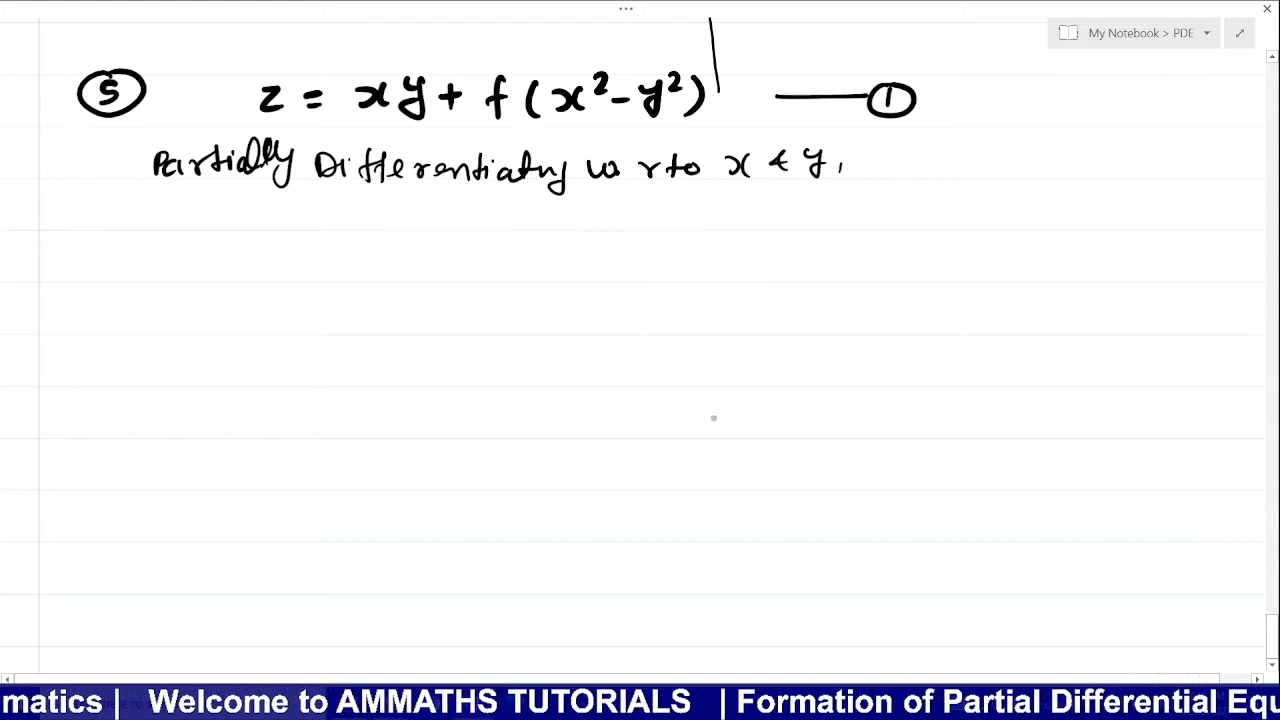 My Notebook > PDE
⑤ z = xy + f(x² - y²) ——— ①
Partially Differentiating w r to x & y,
matics | Welcome to AMMATHS TUTORIALS | Formation of Partial Differential Equ